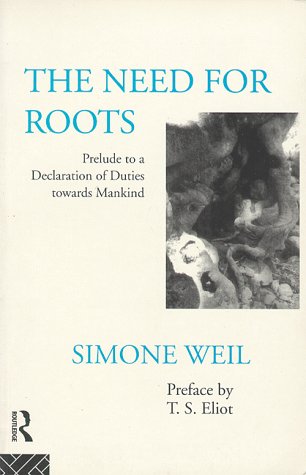 THE NEED FOR
ROOTS
Prelude to a
Declaration of Duties
towards Mankind
SIMONE WEIL
Preface by
T. S. Eliot
ROUTLEDGE